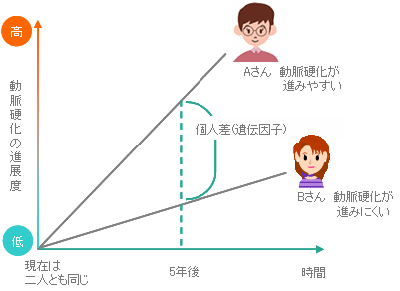 高
Aさん 動脈硬化が
進みやすい
動脈硬化の進展度
個人差(遺伝因子)
Bさん 動脈硬化が
進みにくい
低
現在は
二人とも同じ
5年後
時間